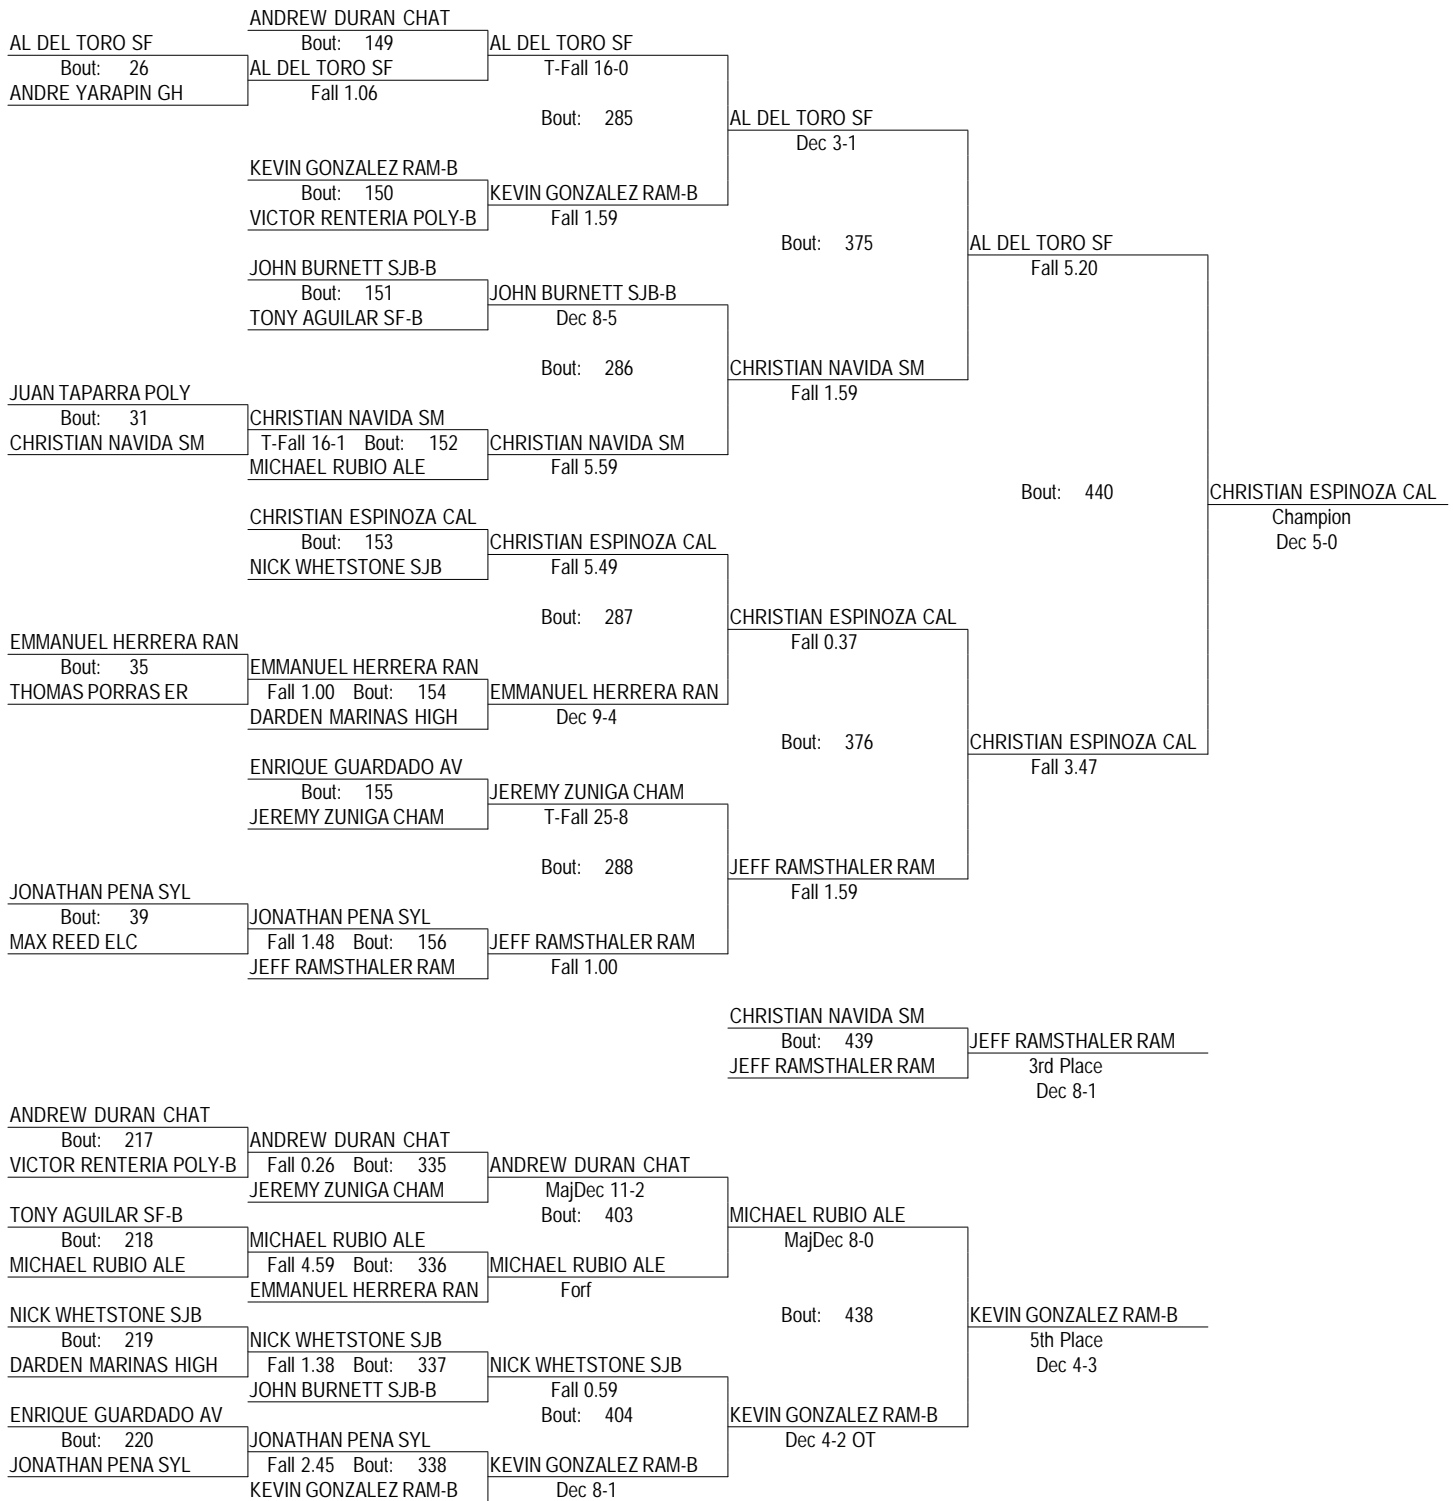 ANDREW DURAN CHAT
AL DEL TORO SF
Bout: 149
AL DEL TORO SF
Bout: 26
AL DEL TORO SF
T-Fall 16-0
ANDRE YARAPIN GH
Fall 1.06
Bout: 285
AL DEL TORO SF
Dec 3-1
KEVIN GONZALEZ RAM-B
Bout: 150
KEVIN GONZALEZ RAM-B
VICTOR RENTERIA POLY-B
Fall 1.59
Bout: 375
AL DEL TORO SF
JOHN BURNETT SJB-B
Fall 5.20
Bout: 151
JOHN BURNETT SJB-B
TONY AGUILAR SF-B
Dec 8-5
Bout: 286
CHRISTIAN NAVIDA SM
JUAN TAPARRA POLY
Fall 1.59
Bout: 31
CHRISTIAN NAVIDA SM
CHRISTIAN NAVIDA SM
T-Fall 16-1 Bout: 152
CHRISTIAN NAVIDA SM
MICHAEL RUBIO ALE
Fall 5.59
Bout: 440
CHRISTIAN ESPINOZA CAL
CHRISTIAN ESPINOZA CAL
Champion
Bout: 153
CHRISTIAN ESPINOZA CAL
Dec 5-0
NICK WHETSTONE SJB
Fall 5.49
Bout: 287
CHRISTIAN ESPINOZA CAL
EMMANUEL HERRERA RAN
Fall 0.37
Bout: 35
EMMANUEL HERRERA RAN
THOMAS PORRAS ER
Fall 1.00 Bout: 154
EMMANUEL HERRERA RAN
DARDEN MARINAS HIGH
Dec 9-4
Bout: 376
CHRISTIAN ESPINOZA CAL
ENRIQUE GUARDADO AV
Fall 3.47
Bout: 155
JEREMY ZUNIGA CHAM
JEREMY ZUNIGA CHAM
T-Fall 25-8
Bout: 288
JEFF RAMSTHALER RAM
JONATHAN PENA SYL
Fall 1.59
Bout: 39
JONATHAN PENA SYL
MAX REED ELC
Fall 1.48 Bout: 156
JEFF RAMSTHALER RAM
JEFF RAMSTHALER RAM
Fall 1.00
CHRISTIAN NAVIDA SM
Bout: 439
JEFF RAMSTHALER RAM
JEFF RAMSTHALER RAM
3rd Place
Dec 8-1
ANDREW DURAN CHAT
Bout: 217
ANDREW DURAN CHAT
VICTOR RENTERIA POLY-B
Fall 0.26 Bout: 335
ANDREW DURAN CHAT
JEREMY ZUNIGA CHAM
MajDec 11-2
TONY AGUILAR SF-B
Bout: 403
MICHAEL RUBIO ALE
Bout: 218
MICHAEL RUBIO ALE
MajDec 8-0
MICHAEL RUBIO ALE
Fall 4.59 Bout: 336
MICHAEL RUBIO ALE
EMMANUEL HERRERA RAN
Forf
NICK WHETSTONE SJB
Bout: 438
KEVIN GONZALEZ RAM-B
Bout: 219
NICK WHETSTONE SJB
5th Place
DARDEN MARINAS HIGH
Fall 1.38 Bout: 337
NICK WHETSTONE SJB
Dec 4-3
JOHN BURNETT SJB-B
Fall 0.59
ENRIQUE GUARDADO AV
Bout: 404
KEVIN GONZALEZ RAM-B
Bout: 220
JONATHAN PENA SYL
Dec 4-2 OT
JONATHAN PENA SYL
Fall 2.45 Bout: 338
KEVIN GONZALEZ RAM-B
KEVIN GONZALEZ RAM-B
Dec 8-1